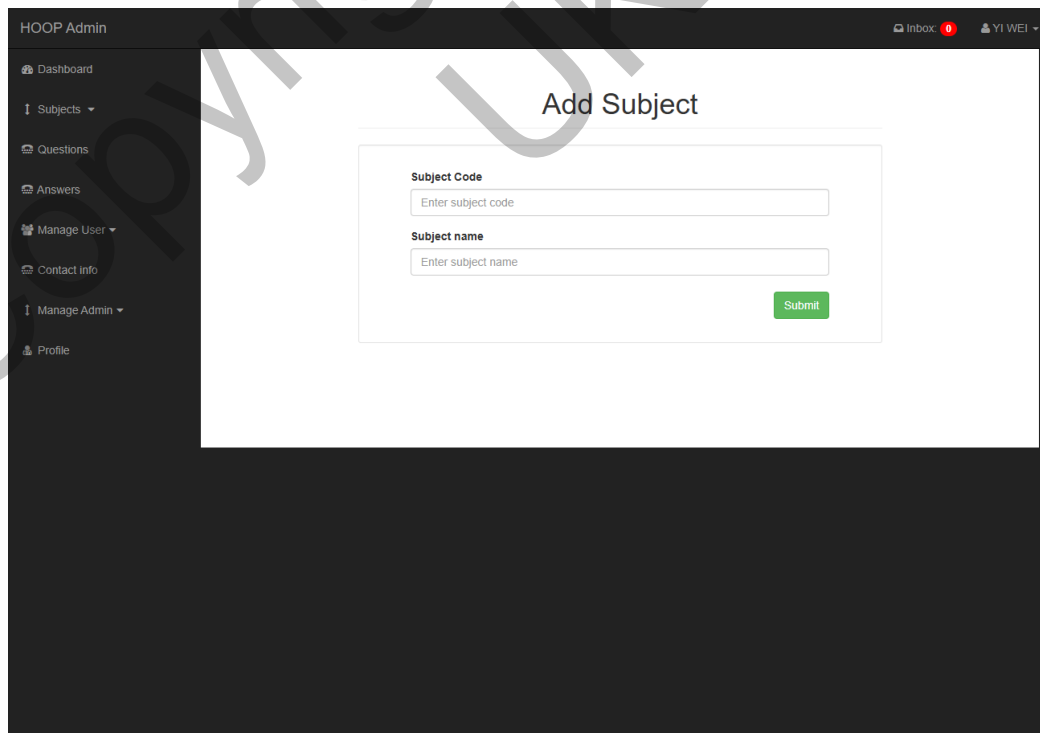 HOOP Admin
Inbox: 0
YI WEI
Dashboard
Subjects
Questions
Answers
Manage User
Contact info
Manage Admin
Profile
Add Subject
Subject Code
Enter subject code
Subject name
Enter subject name
Submit